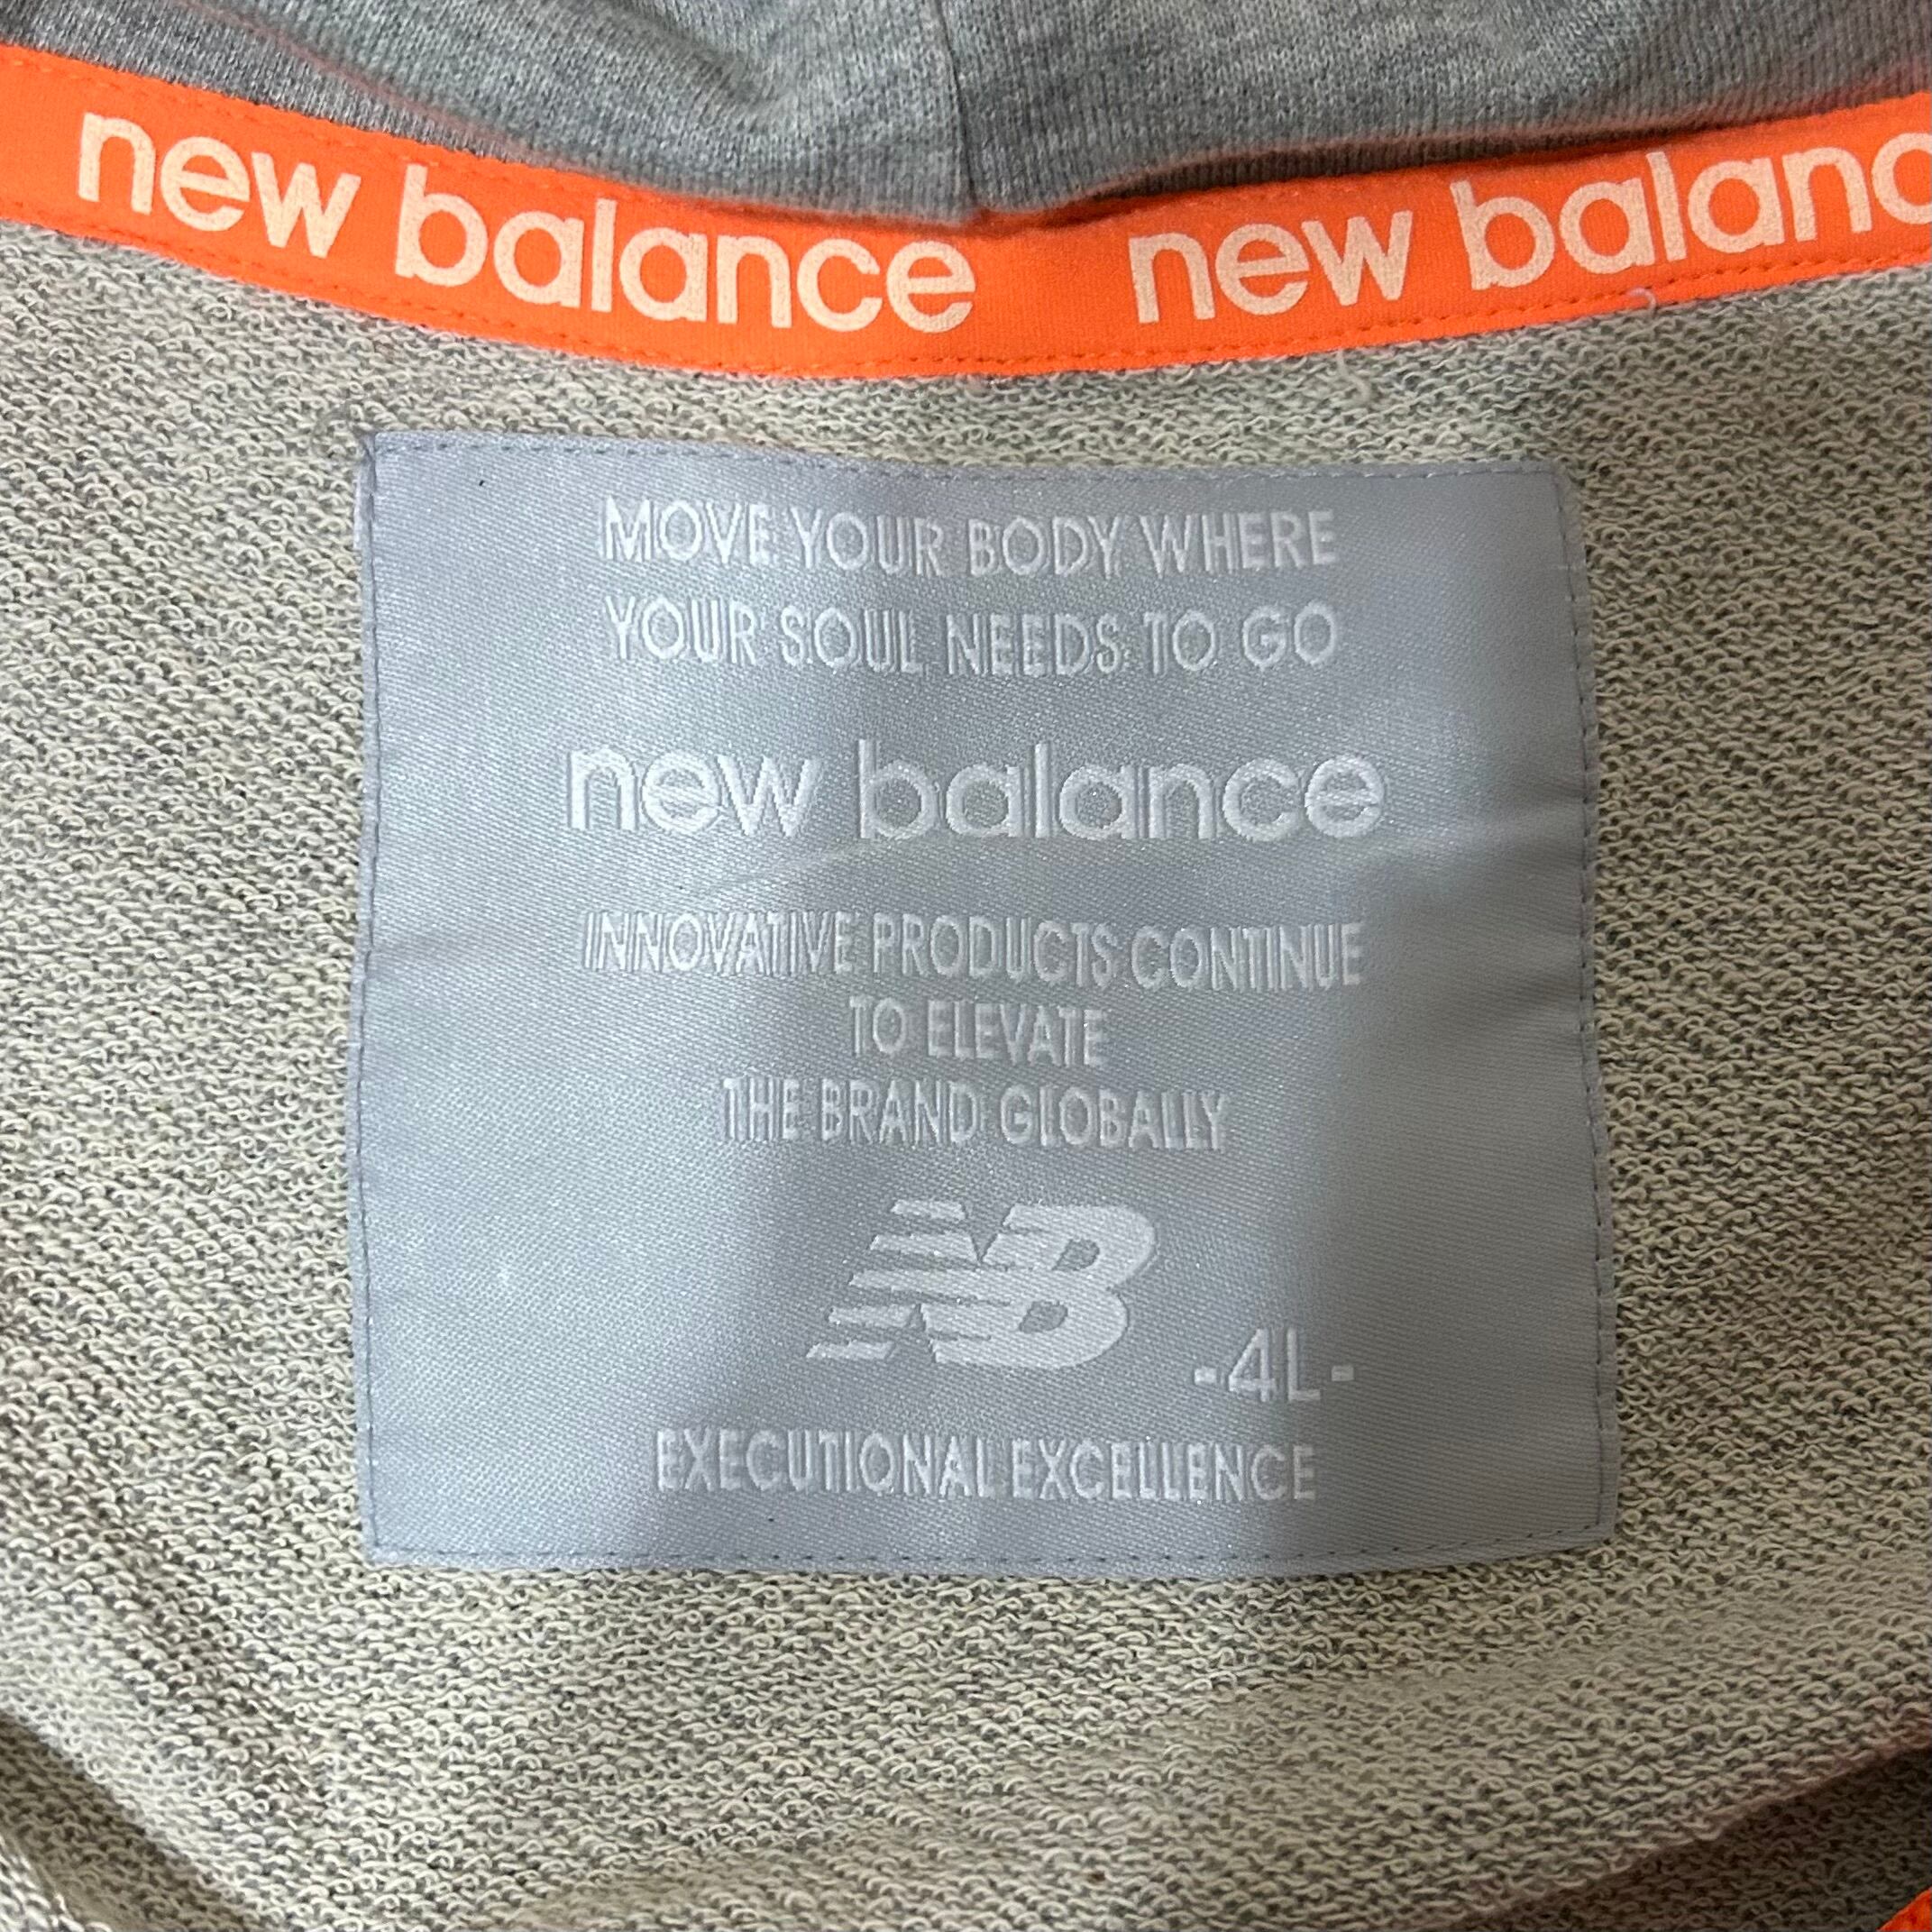 new balance new balanc
MOVE YOUR BODY WHERE
YOUR SOUL NEEDS TO GO
new balance
INNOVATIVE PRODUCTS CONTINUE
TO ELEVATE
THE BRAND GLOBALLY
NB
-4L-
EXECUTIONAL EXCELLENCE